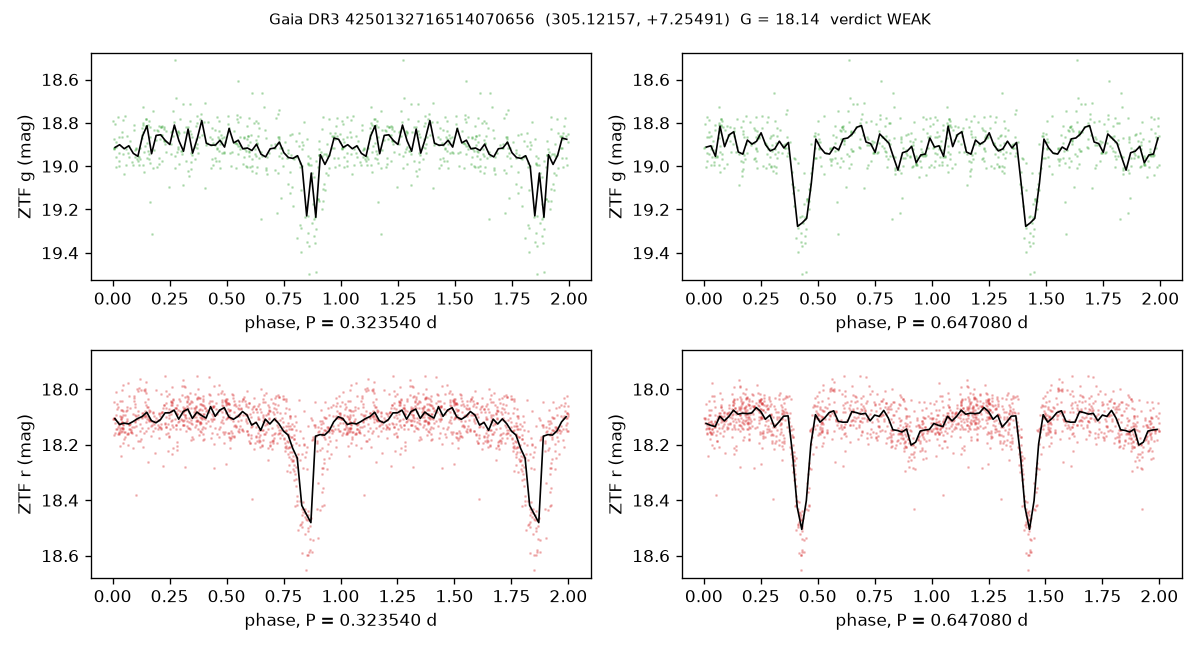 Gaia DR3 4250132716514070656 (305.12157, +7.25491) G = 18.14 verdict WEAK
ZTF g (mag)
18.6
18.8
19.0
19.2
19.4
0.00 0.25 0.50 0.75 1.00 1.25 1.50 1.75 2.00
phase, P = 0.323540 d
ZTF g (mag)
18.6
18.8
19.0
19.2
19.4
0.00 0.25 0.50 0.75 1.00 1.25 1.50 1.75 2.00
phase, P = 0.647080 d
ZTF r (mag)
18.0
18.2
18.4
18.6
0.00 0.25 0.50 0.75 1.00 1.25 1.50 1.75 2.00
phase, P = 0.323540 d
ZTF r (mag)
18.0
18.2
18.4
18.6
0.00 0.25 0.50 0.75 1.00 1.25 1.50 1.75 2.00
phase, P = 0.647080 d